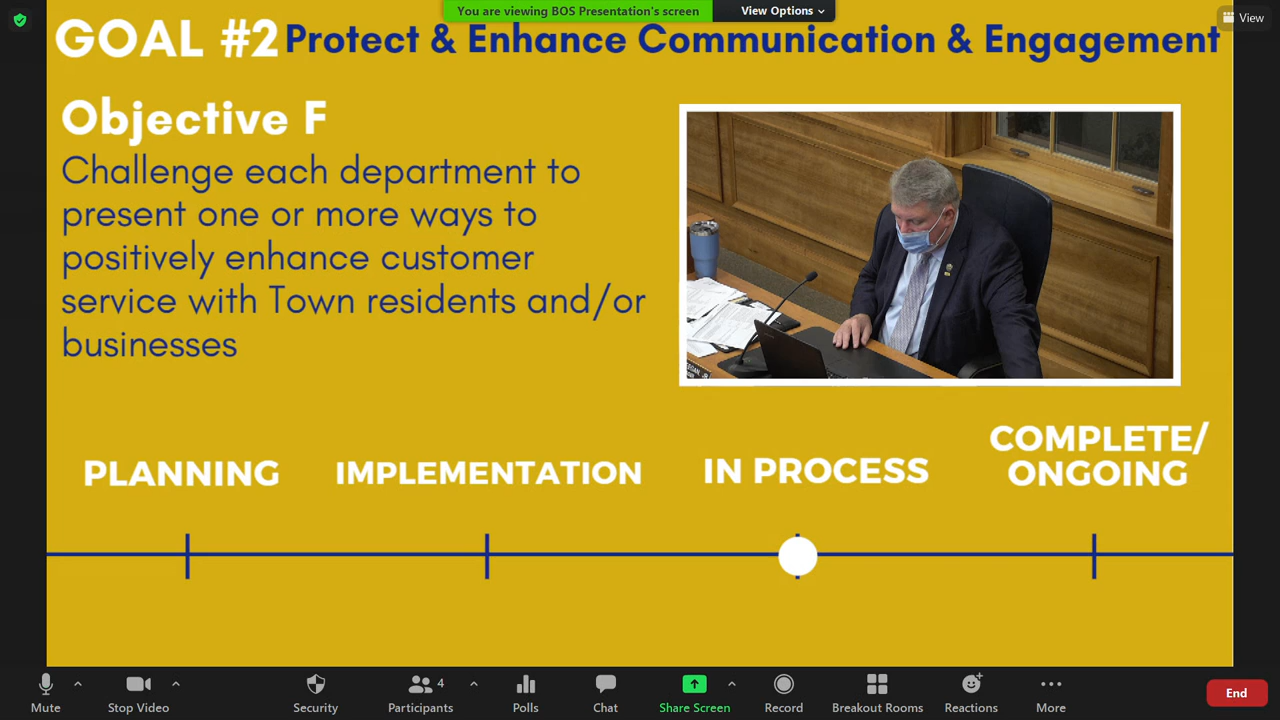 You are viewing BOS Presentation's screen
View Options
View
GOAL #2 Protect & Enhance Communication & Engagement
Objective F
Challenge each department to
present one or more ways to
positively enhance customer
service with Town residents and/or
businesses
PLANNING
IMPLEMENTATION
IN PROCESS
COMPLETE/
ONGOING
Mute
Stop Video
Security
4
Participants
Polls
Chat
Share Screen
Record
Breakout Rooms
Reactions
More
End